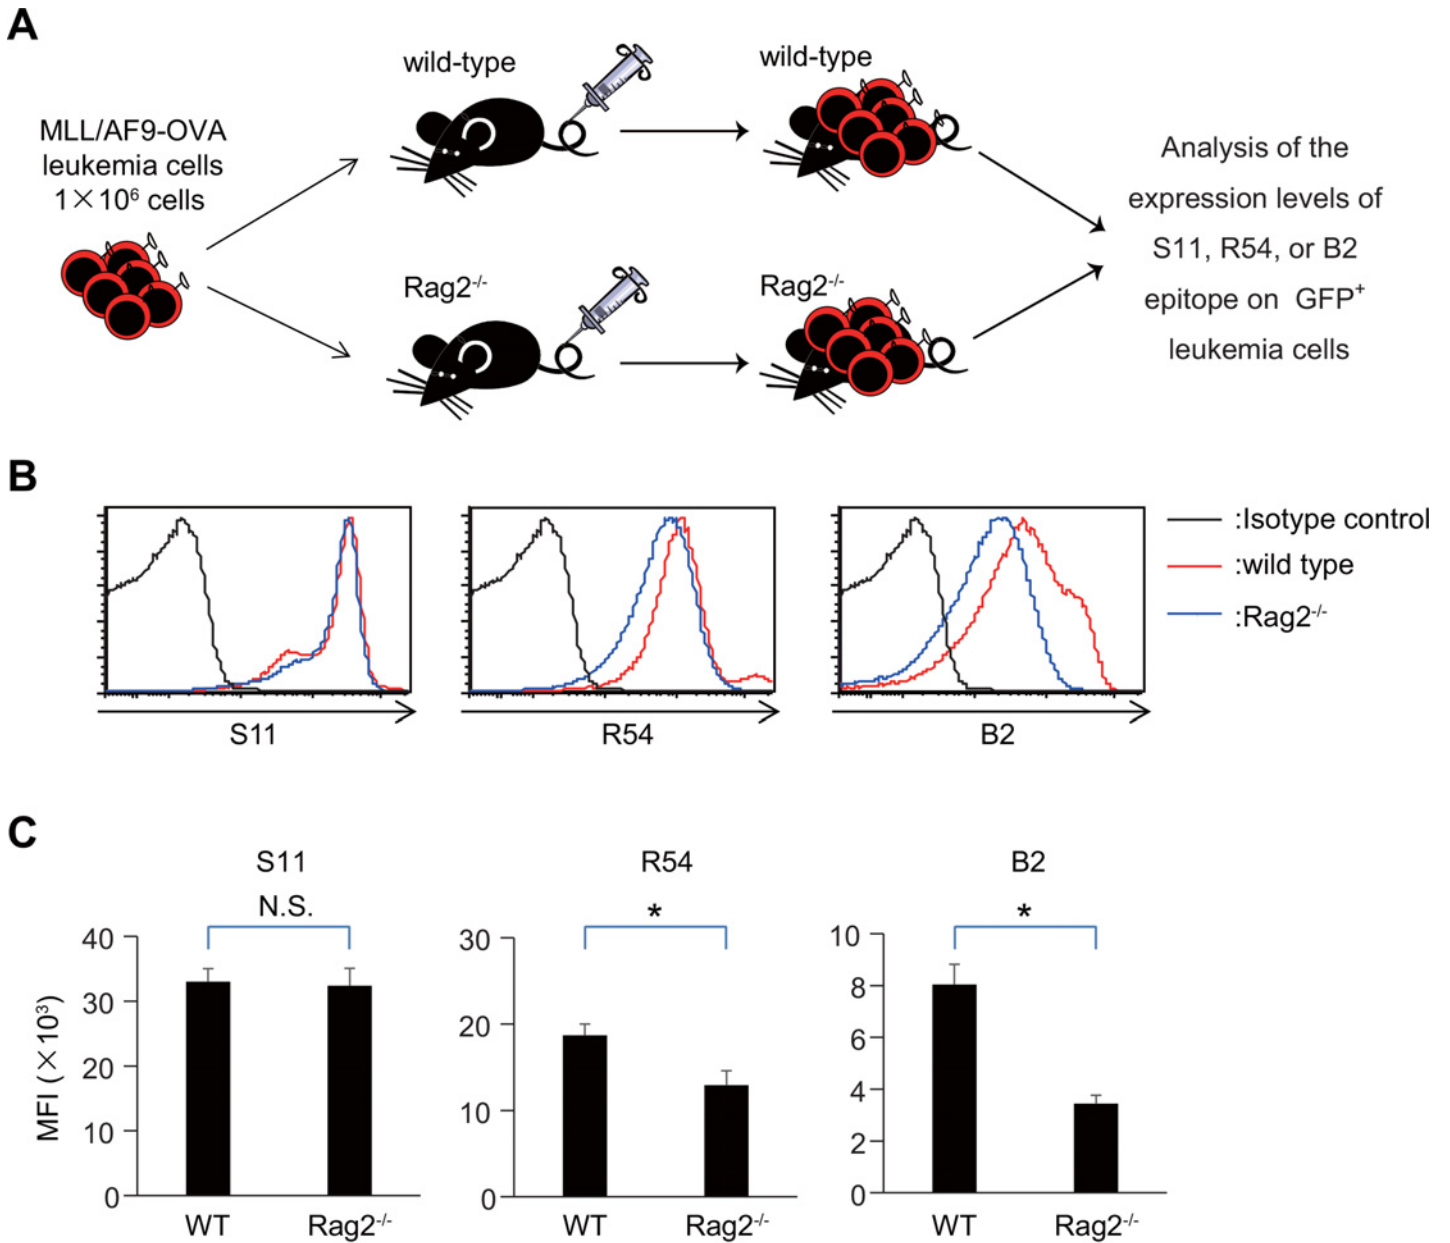 A
wild-type
wild-type
MLL/AF9-OVA
leukemia cells
1×10⁶ cells
Rag2⁻/⁻
Rag2⁻/⁻
Analysis of the
expression levels of
S11, R54, or B2
epitope on GFP⁺
leukemia cells
B
:Isotype control
:wild type
:Rag2⁻/⁻
S11
R54
B2
C
S11
R54
B2
N.S.
*
*
MFI (×10³)
40
30
20
10
0
WT
Rag2⁻/⁻
30
20
10
0
WT
Rag2⁻/⁻
10
8
6
4
2
0
WT
Rag2⁻/⁻